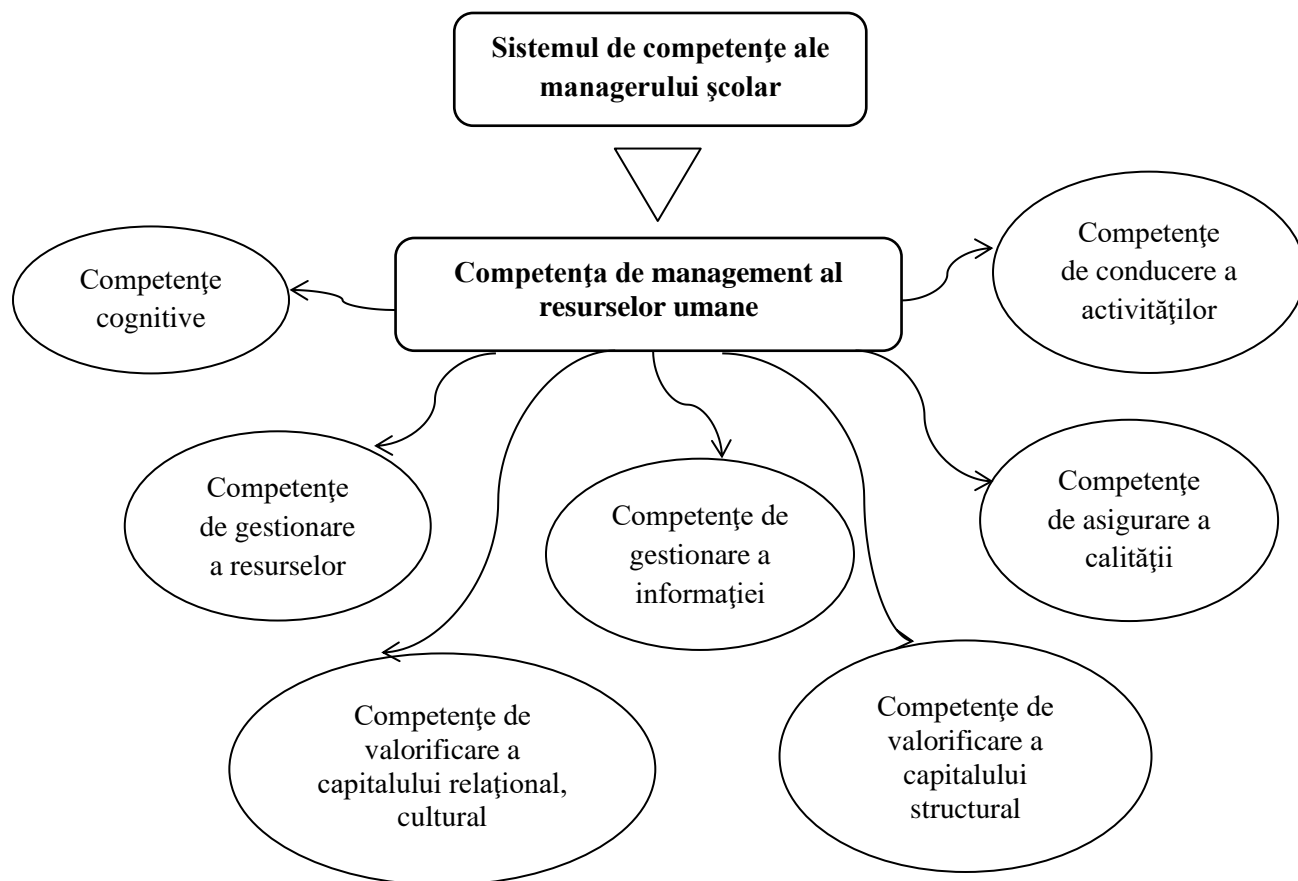 Sistemul de competenţe ale
managerului şcolar
Competenţa de management al
resurselor umane
Competenţe
cognitive
Competenţe
de conducere a
activităţilor
Competenţe
de gestionare
a resurselor
Competenţe de
gestionare a
informaţiei
Competenţe
de asigurare a
calităţii
Competenţe de
valorificare a
capitalului relaţional,
cultural
Competenţe de
valorificare a
capitalului
structural